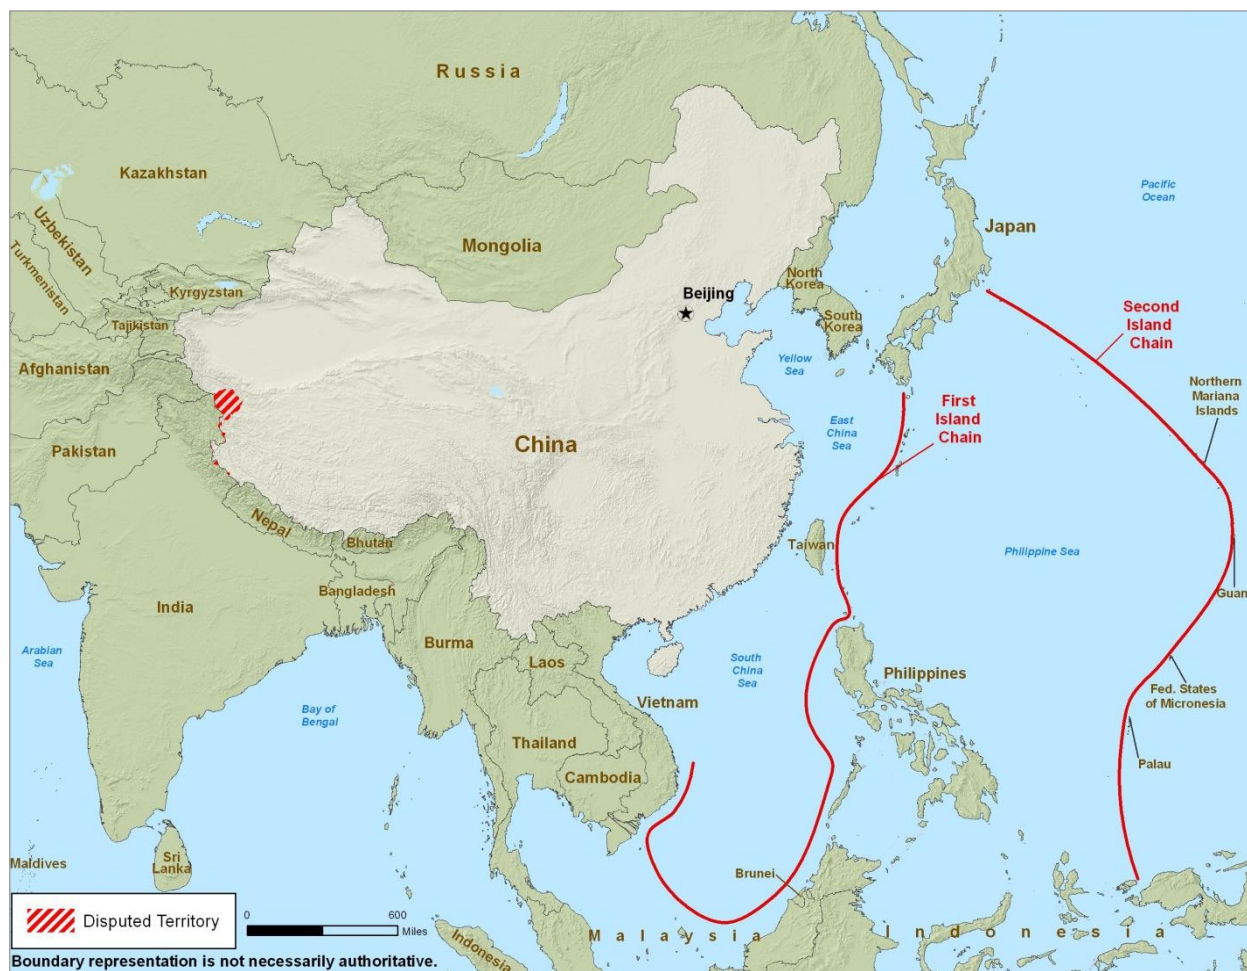 Russia
Kazakhstan
Uzbekistan
Turkmenistan
Mongolia
Kyrgyzstan
Tajikistan
Afghanistan
Pakistan
Beijing
North
Korea
South
Korea
Japan
Pacific
Ocean
Yellow
Sea
Second
Island
Chain
First
Island
Chain
Northern
Mariana
Islands
East
China
Sea
China
Nepal
Bhutan
Bangladesh
India
Burma
Taiwan
Philippine Sea
Guam
Arabian
Sea
Bay of
Bengal
Laos
Vietnam
South
China
Sea
Philippines
Fed. States
of Micronesia
Thailand
Cambodia
Palau
Maldives
Sri
Lanka
Brunei
Malaysia
Indonesia
Indonesia
Disputed Territory
0 600
Miles
Boundary representation is not necessarily authoritative.